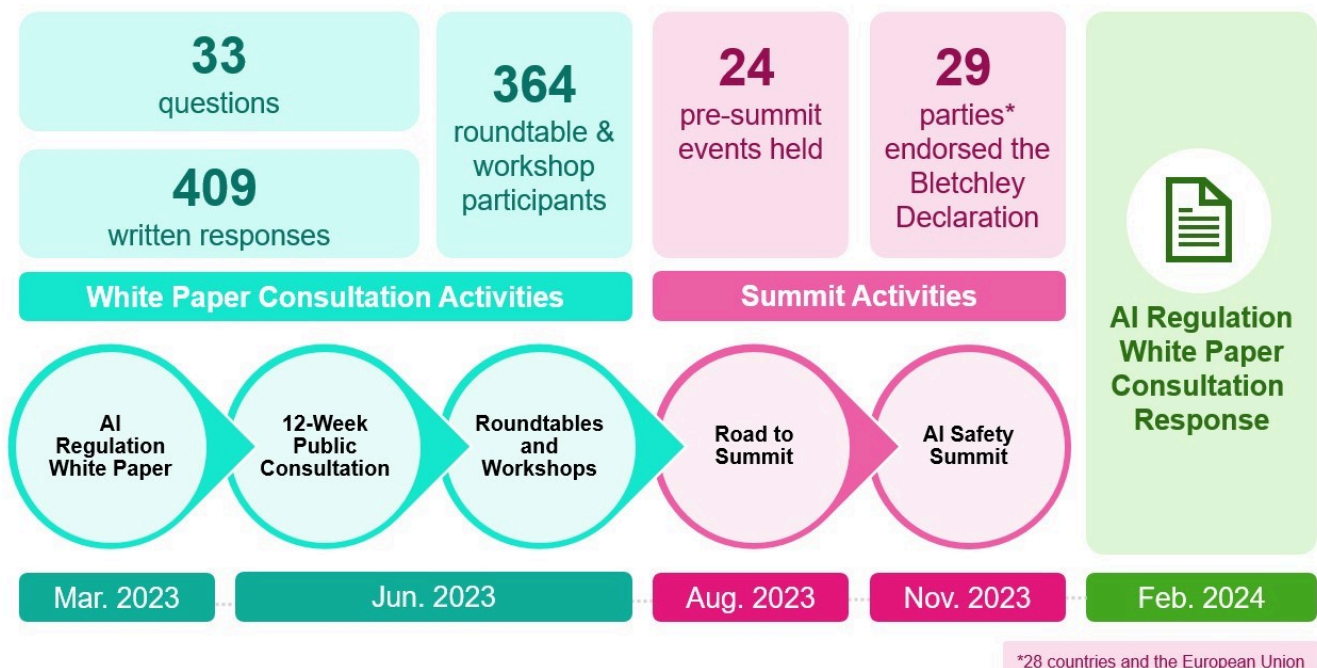 33
questions
409
written responses
364
roundtable &
workshop
participants
24
pre-summit
events held
29
parties*
endorsed the
Bletchley
Declaration
White Paper Consultation Activities
Summit Activities
AI Regulation
White Paper
Consultation
Response
AI
Regulation
White Paper
12-Week
Public
Consultation
Roundtables
and
Workshops
Road to
Summit
AI Safety
Summit
Mar. 2023
Jun. 2023
Aug. 2023
Nov. 2023
Feb. 2024
*28 countries and the European Union